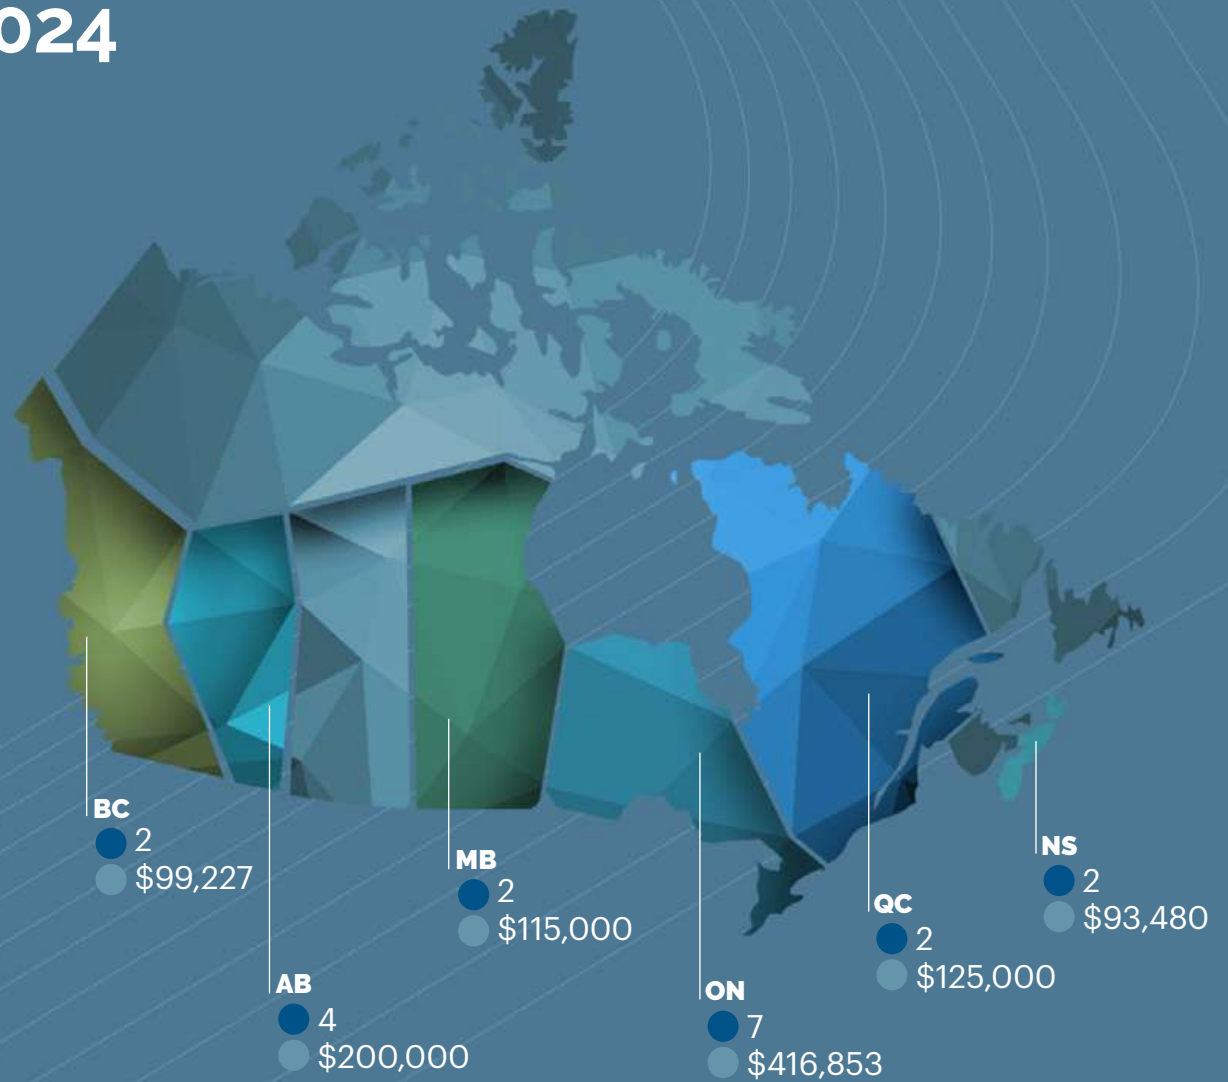 024
BC
2
$99,227
AB
4
$200,000
MB
2
$115,000
ON
7
$416,853
QC
2
$125,000
NS
2
$93,480